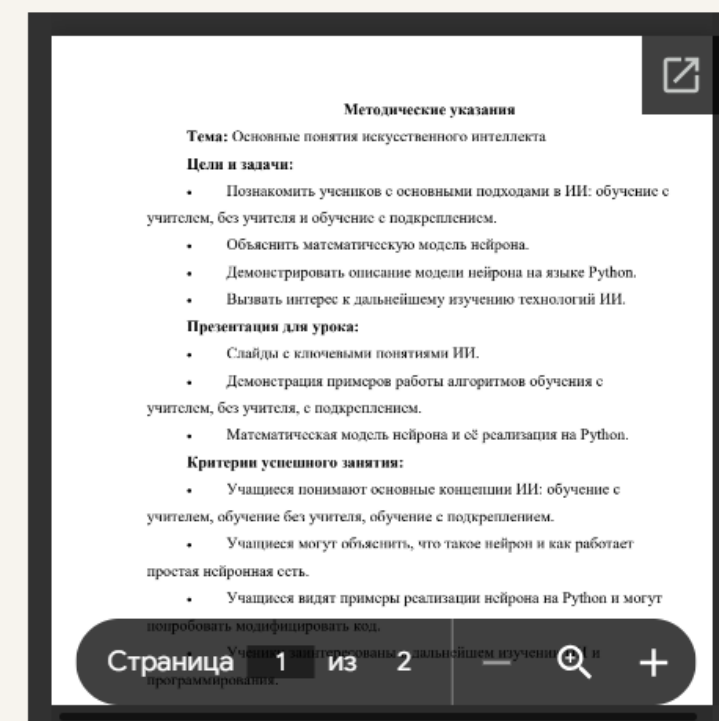 Методические указания
Тема: Основные понятия искусственного интеллекта
Цели и задачи:
• Познакомить учеников с основными подходами в ИИ: обучение с
учителем, без учителя и обучение с подкреплением.
• Объяснить математическую модель нейрона.
• Демонстрировать описание модели нейрона на языке Python.
• Вызвать интерес к дальнейшему изучению технологий ИИ.
Презентация для урока:
• Слайды с ключевыми понятиями ИИ.
• Демонстрация примеров работы алгоритмов обучения с
учителем, без учителя, с подкреплением.
• Математическая модель нейрона и её реализация на Python.
Критерии успешного занятия:
• Учащиеся понимают основные концепции ИИ: обучение с
учителем, обучение без учителя, обучение с подкреплением.
• Учащиеся могут объяснить, что такое нейрон и как работает
простая нейронная сеть.
• Учащиеся видят примеры реализации нейрона на Python и могут
попробовать модифицировать код.
• Ученики заинтересованы дальнейшем изучении и
программирования.
Страница 1 из 2